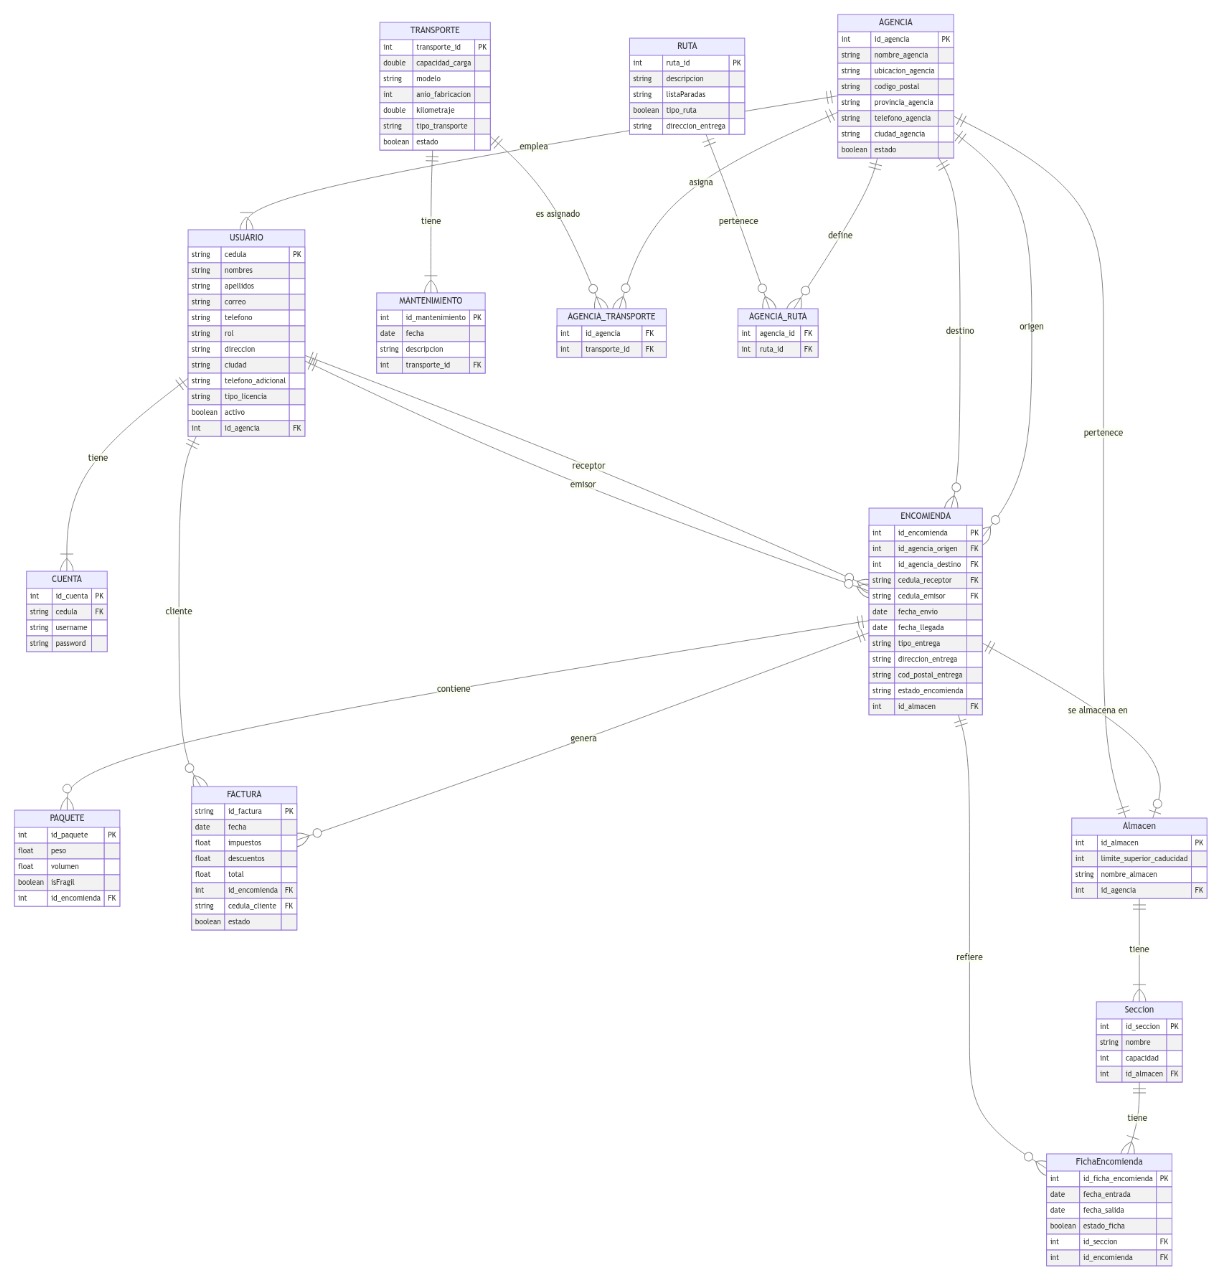 TRANSPORTE
int transporte_id PK
double capacidad_carga
string modelo
int anio_fabricacion
double kilometraje
string tipo_transporte
boolean estado
RUTA
int ruta_id PK
string descripcion
string listaParadas
boolean tipo_ruta
string direccion_entrega
AGENCIA
int id_agencia PK
string nombre_agencia
string ubicacion_agencia
string codigo_postal
string provincia_agencia
string telefono_agencia
string ciudad_agencia
boolean estado
emplea
asigna
es asignado
tiene
pertenece
define
USUARIO
string cedula PK
string nombres
string apellidos
string correo
string telefono
string rol
string direccion
string ciudad
string telefono_adicional
string tipo_licencia
boolean activo
int id_agencia FK
MANTENIMIENTO
int id_mantenimiento PK
date fecha
string descripcion
int transporte_id FK
AGENCIA_TRANSPORTE
int id_agencia FK
int transporte_id FK
AGENCIA_RUTA
int agencia_id FK
int ruta_id FK
destino
origen
pertenece
tiene
receptor
emisor
ENCOMIENDA
int id_encomienda PK
int id_agencia_origen FK
int id_agencia_destino FK
string cedula_receptor FK
string cedula_emisor FK
date fecha_envio
date fecha_llegada
string tipo_entrega
string direccion_entrega
string cod_postal_entrega
string estado_encomienda
int id_almacen FK
CUENTA
int id_cuenta PK
string cedula FK
string username
string password
cliente
contiene
genera
se almacena en
PAQUETE
int id_paquete PK
float peso
float volumen
boolean isFragil
int id_encomienda FK
FACTURA
string id_factura PK
date fecha
float impuestos
float descuentos
float total
int id_encomienda FK
string cedula_cliente FK
boolean estado
Almacen
int id_almacen PK
int limite_superior_caducidad
string nombre_almacen
int id_agencia FK
refiere
tiene
Seccion
int id_seccion PK
string nombre
int capacidad
int id_almacen FK
tiene
FichaEncomienda
int id_ficha_encomienda PK
date fecha_entrada
date fecha_salida
boolean estado_ficha
int id_seccion FK
int id_encomienda FK